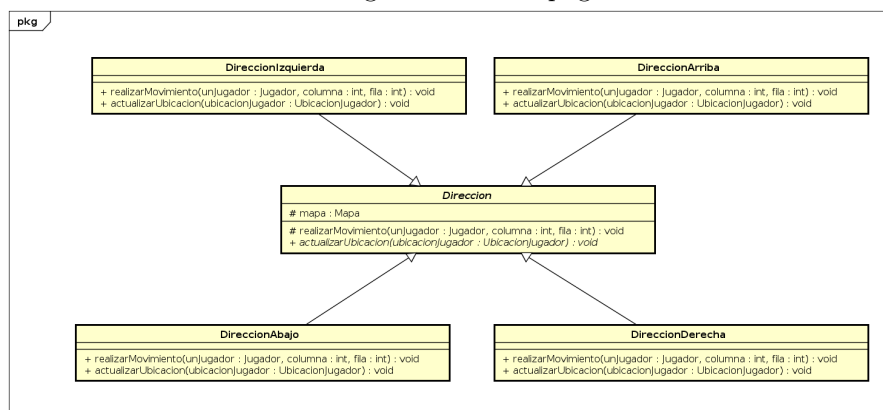 pkg
DireccionIzquierda
+ realizarMovimiento(unJugador : Jugador, columna : int, fila : int) : void
+ actualizarUbicacion(ubicacionJugador : UbicacionJugador) : void
DireccionArriba
+ realizarMovimiento(unJugador : Jugador, columna : int, fila : int) : void
+ actualizarUbicacion(ubicacionJugador : UbicacionJugador) : void
Direccion
# mapa : Mapa
# realizarMovimiento(unJugador : Jugador, columna : int, fila : int) : void
+ actualizarUbicacion(ubicacionJugador : UbicacionJugador) : void
DireccionAbajo
+ realizarMovimiento(unJugador : Jugador, columna : int, fila : int) : void
+ actualizarUbicacion(ubicacionJugador : UbicacionJugador) : void
DireccionDerecha
+ realizarMovimiento(unJugador : Jugador, columna : int, fila : int) : void
+ actualizarUbicacion(ubicacionJugador : UbicacionJugador) : void